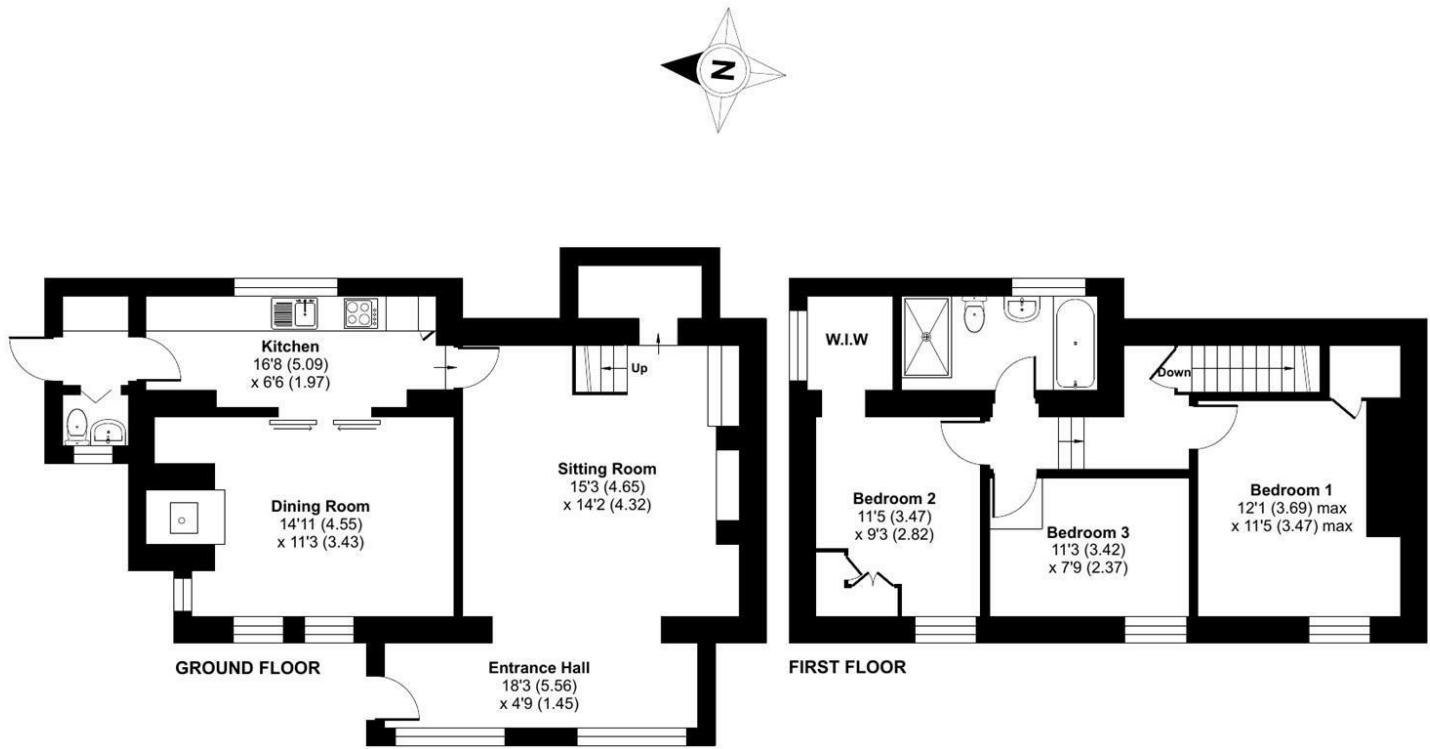 N
Kitchen
16'8 (5.09)
x 6'6 (1.97)
Up
Sitting Room
15'3 (4.65)
x 14'2 (4.32)
Dining Room
14'11 (4.55)
x 11'3 (3.43)
Entrance Hall
18'3 (5.56)
x 4'9 (1.45)
GROUND FLOOR
W.I.W
Down
Bedroom 2
11'5 (3.47)
x 9'3 (2.82)
Bedroom 3
11'3 (3.42)
x 7'9 (2.37)
Bedroom 1
12'1 (3.69) max
x 11'5 (3.47) max
FIRST FLOOR